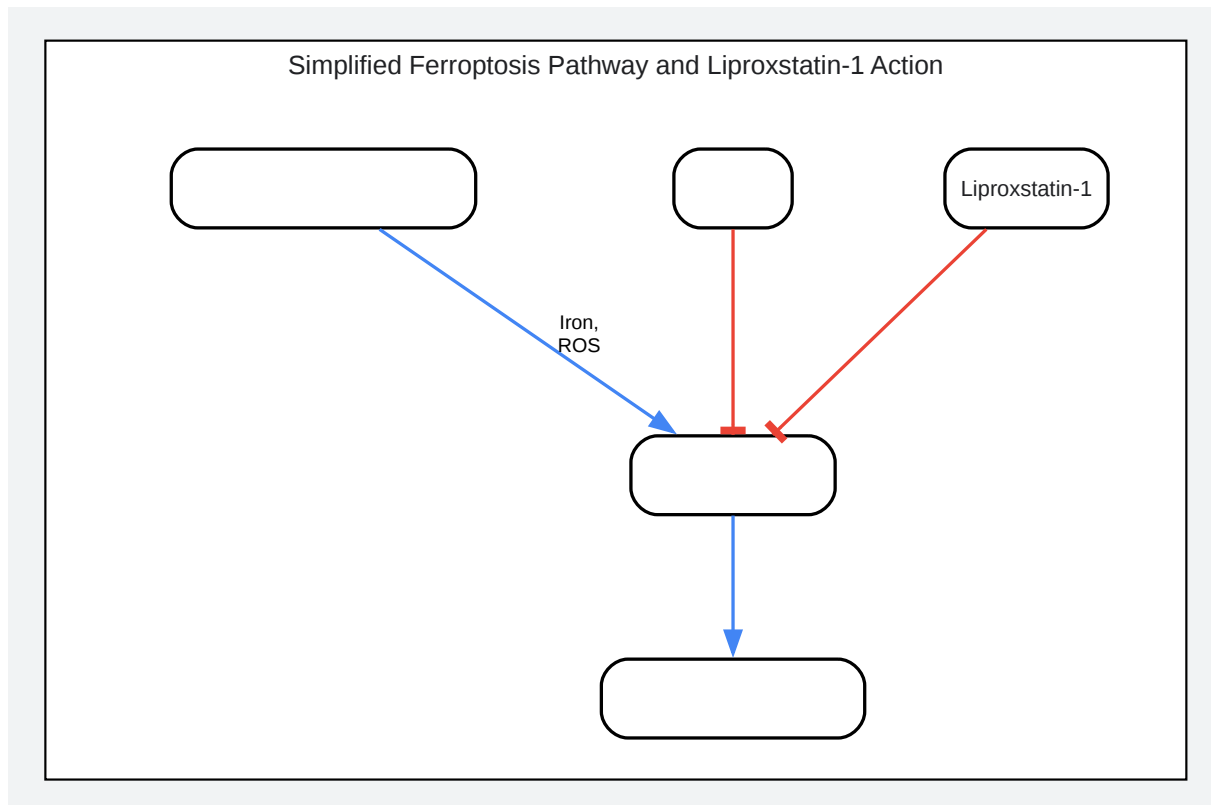 Simplified Ferroptosis Pathway and Liproxstatin-1 Action
Liproxstatin-1
Iron,
ROS